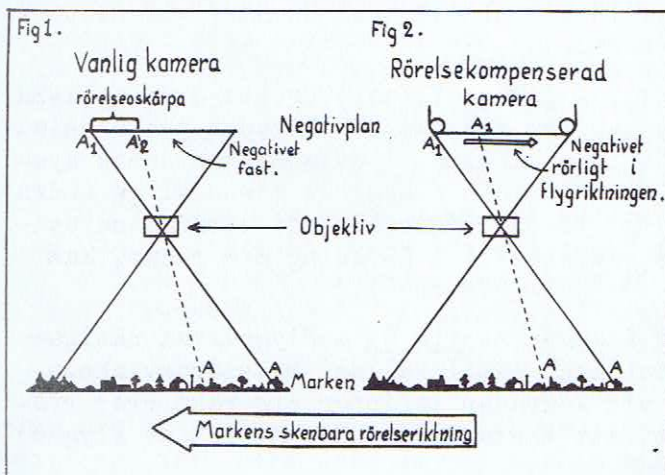 Fig 1.
Vanlig kamera
rörelseoskärpa
A1 A2
Negativet
fast.
Negativplan
Objektiv
Marken
A A
Fig 2.
Rörelsekompenserad
kamera
A1 A1
Negativet
rörligt i
flygriktningen.
A A
Markens skenbara rörelseriktning